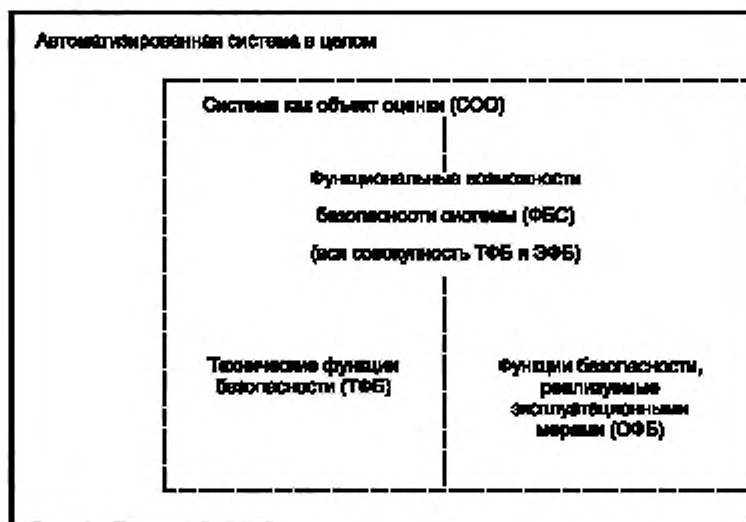 Автоматизированная система в целом
Система как объект оценки (СОО)
Функциональные возможности
безопасности системы (ФБС)
(вся совокупность ТФБ и ЭФБ)
Технические функции
безопасности (ТФБ)
Функции безопасности,
реализуемые
эксплуатационными
мерами (ОФБ)